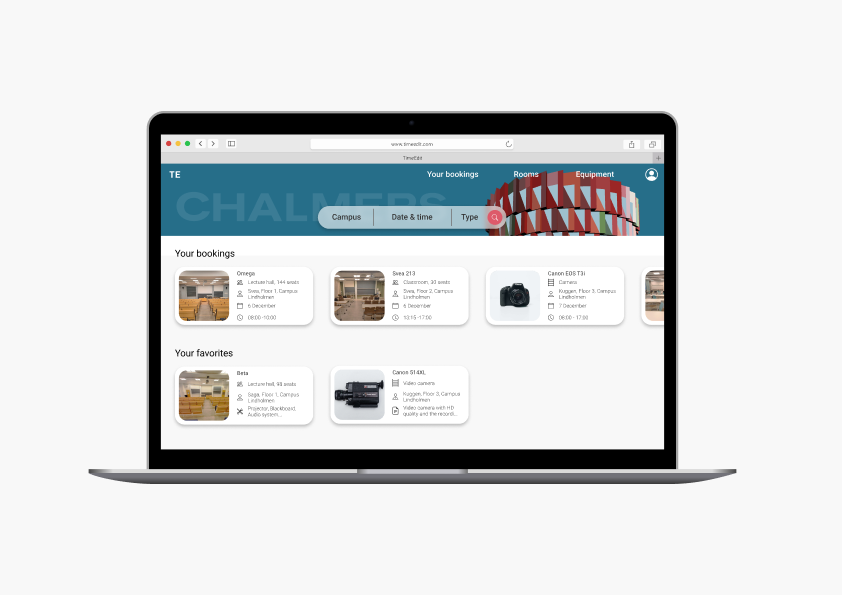 www.timeedit.com
TimeEdit
TE
Your bookings
Rooms
Equipment
CHALMERS
Campus
Date & time
Type
Your bookings
Omega
Lecture hall, 144 seats
Svea, Floor 1, Campus
Lindholmen
6 December
08:00 -10:00
Svea 213
Classroom, 30 seats
Svea, Floor 2, Campus
Lindholmen
6 December
10:15 -17:00
Canon EOS T3i
Camera
Kuggen, Floor 3, Campus
Lindholmen
7 December
08:00 - 17:00
Your favorites
Beta
Lecture hall, 98 seats
Saga, Floor 1, Campus
Lindholmen
Projector, Blackboard,
Audio system...
Canon 514XL
Video camera
Kuggen, Floor 3, Campus
Lindholmen
Video camera with HD
quality and the recordi...